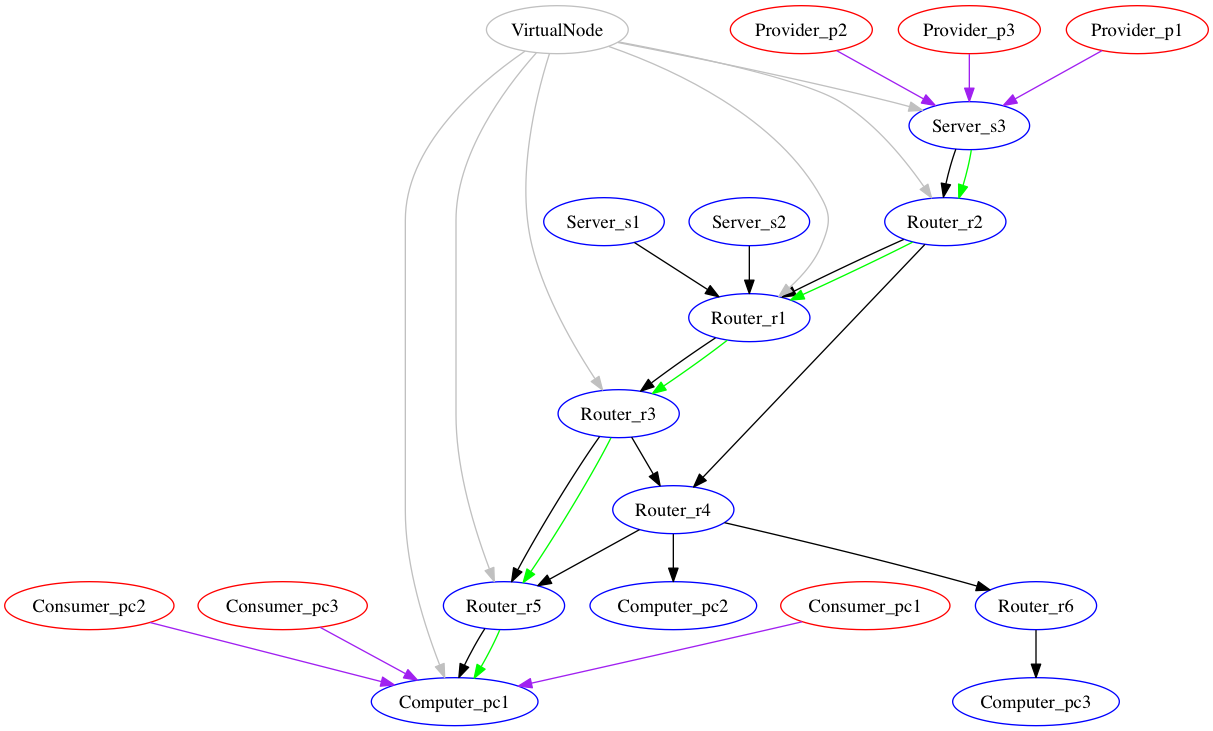 VirtualNode
Provider_p2
Provider_p3
Provider_p1
Server_s3
Server_s1
Server_s2
Router_r2
Router_r1
Router_r3
Router_r4
Consumer_pc2
Consumer_pc3
Router_r5
Computer_pc2
Consumer_pc1
Router_r6
Computer_pc1
Computer_pc3